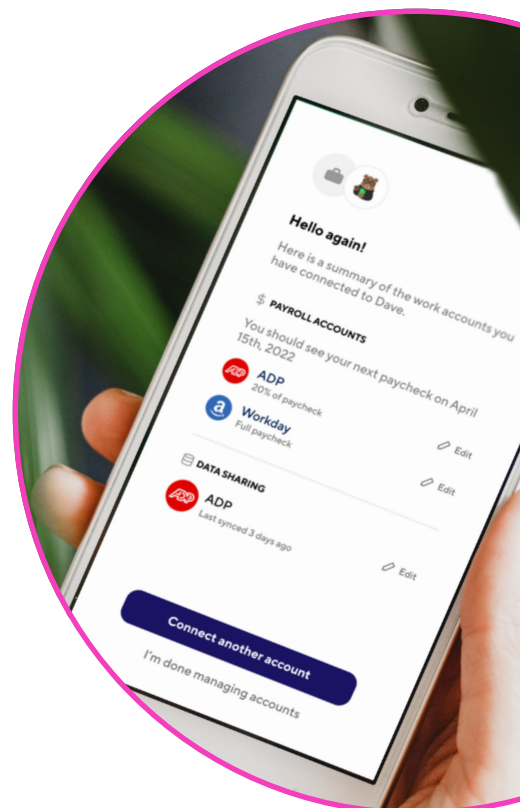 Hello again!
Here is a summary of the work accounts you
have connected to Dave.
$ PAYROLL ACCOUNTS
You should see your next paycheck on April
15th, 2022
ADP
ADP
20% of paycheck
Edit
a
Workday
Full paycheck
Edit
DATA SHARING
ADP
ADP
Last synced 3 days ago
Edit
Connect another account
I'm done managing accounts